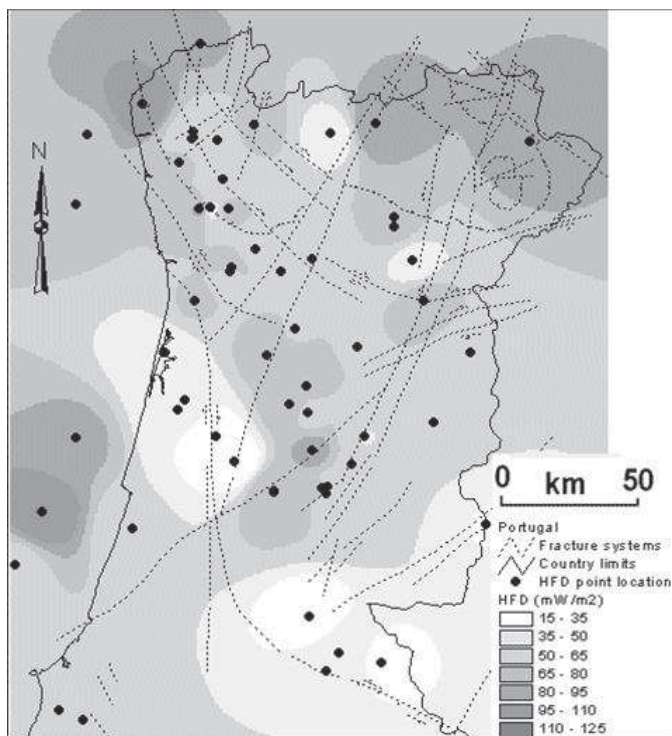 N
0 km 50
Portugal
Fracture systems
Country limits
HFD point location
HFD (mW/m2)
15 - 35
35 - 50
50 - 65
65 - 80
80 - 95
95 - 110
110 - 125